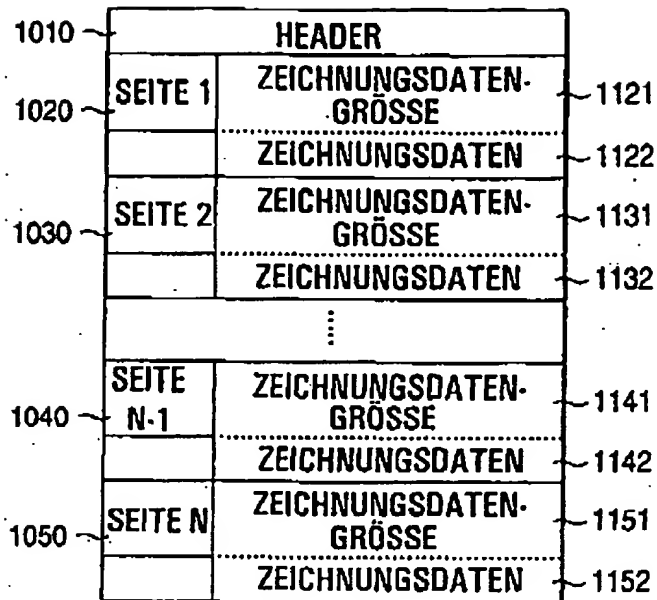 1010 HEADER
SEITE 1 ZEICHNUNGSDATEN-
1020 GRÖSSE 1121
ZEICHNUNGSDATEN 1122
SEITE 2 ZEICHNUNGSDATEN-
1030 GRÖSSE 1131
ZEICHNUNGSDATEN 1132
SEITE ZEICHNUNGSDATEN-
1040 N-1 GRÖSSE 1141
ZEICHNUNGSDATEN 1142
SEITE N ZEICHNUNGSDATEN-
1050 GRÖSSE 1151
ZEICHNUNGSDATEN 1152